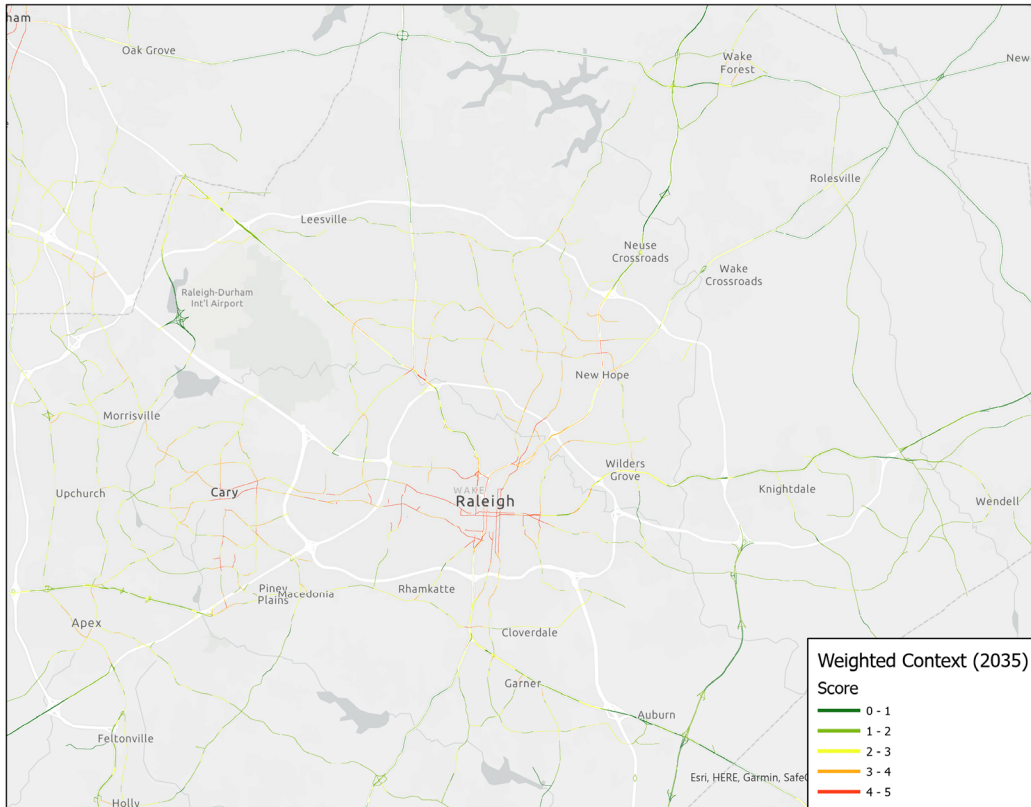 ham
Oak Grove
Wake
Forest
New
Rolesville
Leesville
Neuse
Crossroads
Wake
Crossroads
Raleigh-Durham
Int'l Airport
New Hope
Morrisville
Wilders
Grove
Cary
Upchurch
WAKE
Raleigh
Knightdale
Wendell
Piney
Plains
Macedonia
Rhamkatte
Apex
Cloverdale
Garner
Auburn
Feltonville
Holly
Weighted Context (2035)
Score
0 - 1
1 - 2
2 - 3
3 - 4
4 - 5
Esri, HERE, Garmin, Safe